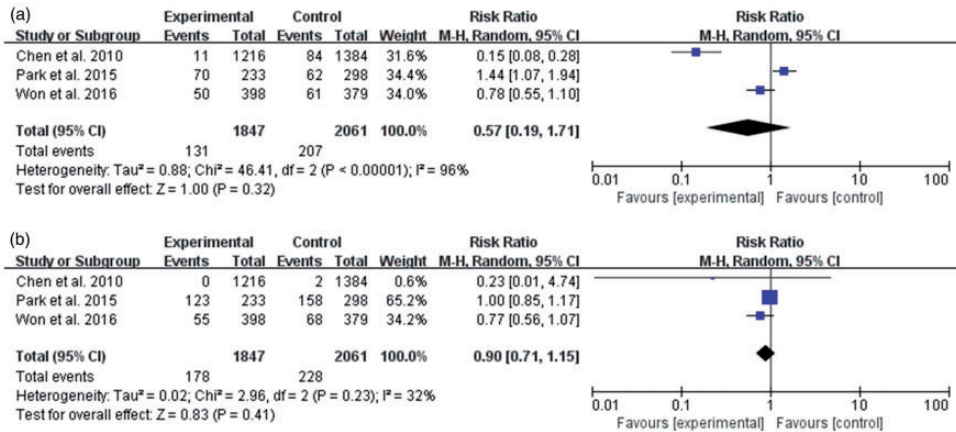 (a)
Experimental Control Risk Ratio Risk Ratio
Study or Subgroup Events Total Events Total Weight M-H, Random, 95% CI M-H, Random, 95% CI
Chen et al. 2010 11 1216 84 1384 31.6% 0.15 [0.08, 0.28]
Park et al. 2015 70 233 62 298 34.4% 1.44 [1.07, 1.94]
Won et al. 2016 50 398 61 379 34.0% 0.78 [0.55, 1.10]
Total (95% CI) 1847 2061 100.0% 0.57 [0.19, 1.71]
Total events 131 207
Heterogeneity: Tau² = 0.88; Chi² = 46.41, df = 2 (P < 0.00001); I² = 96%
Test for overall effect: Z = 1.00 (P = 0.32)
0.01 0.1 1 10 100
Favours [experimental] Favours [control]
(b)
Experimental Control Risk Ratio Risk Ratio
Study or Subgroup Events Total Events Total Weight M-H, Random, 95% CI M-H, Random, 95% CI
Chen et al. 2010 0 1216 2 1384 0.6% 0.23 [0.01, 4.74]
Park et al. 2015 123 233 158 298 65.2% 1.00 [0.85, 1.17]
Won et al. 2016 55 398 68 379 34.2% 0.77 [0.56, 1.07]
Total (95% CI) 1847 2061 100.0% 0.90 [0.71, 1.15]
Total events 178 228
Heterogeneity: Tau² = 0.02; Chi² = 2.96, df = 2 (P = 0.23); I² = 32%
Test for overall effect: Z = 0.83 (P = 0.41)
0.01 0.1 1 10 100
Favours [experimental] Favours [control]